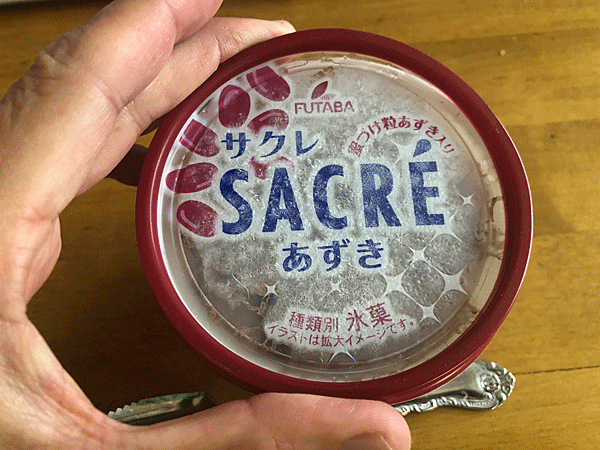 FUTABA
蜜づけ粒あずき入り
サクレ
SACRÉ
あずき
種類別 氷菓
イラストは拡大イメージです。